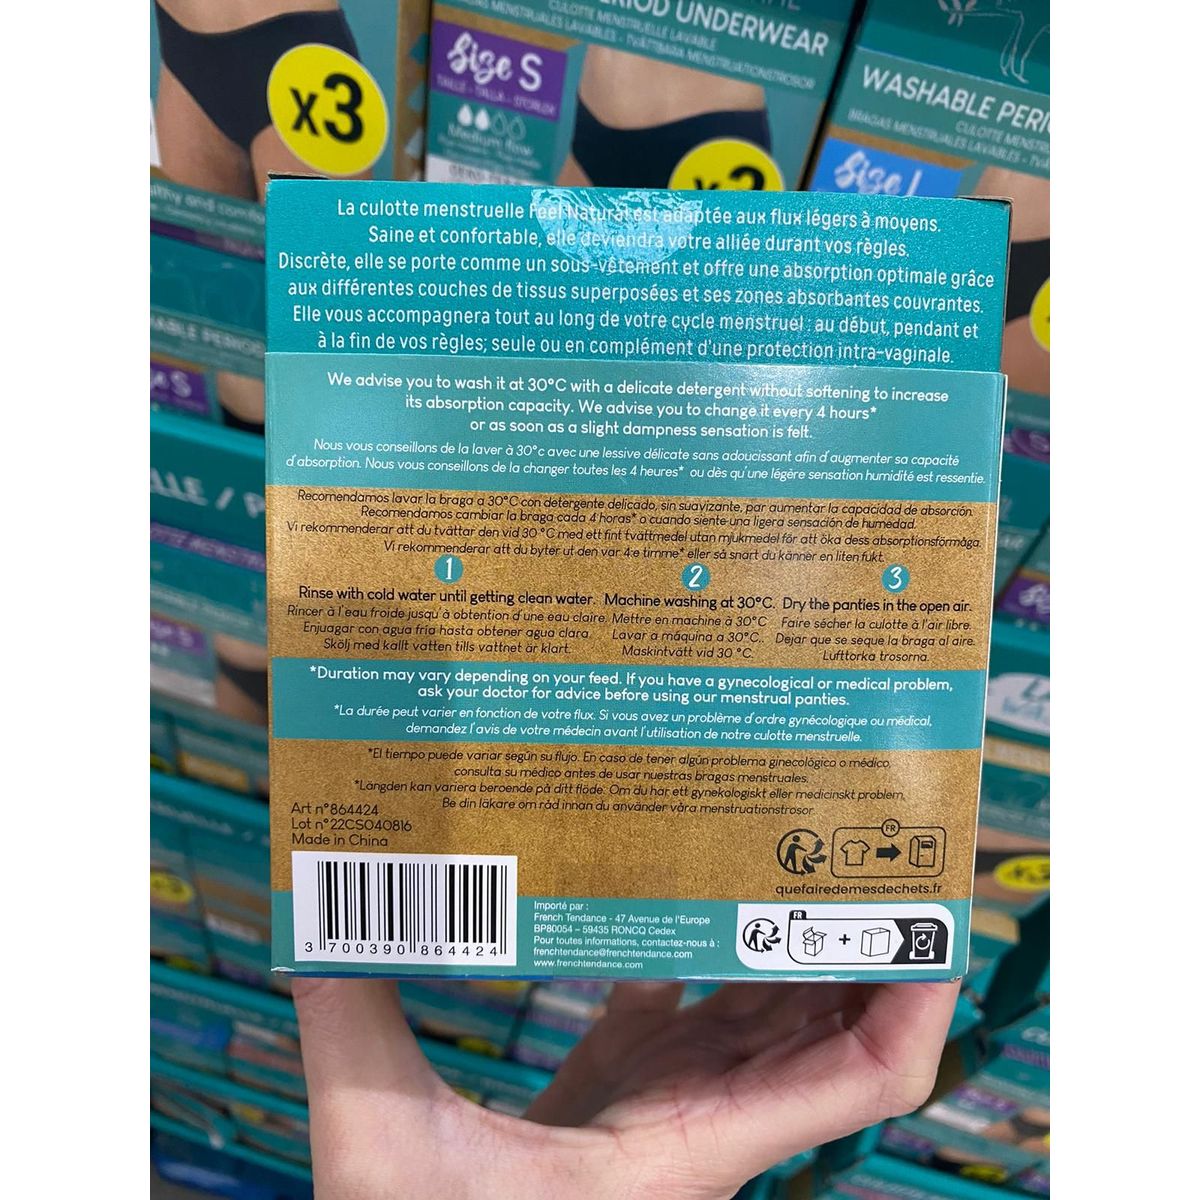 x3
Size S
TAILLE - TALLA - STORLEK
Medium flow
PERIOD UNDERWEAR
CULOTTE MENSTRUELLE LAVABLE
BRAGAS MENSTRUALES LAVABLES - TVÄTTBARA MENSTRUATIONSTROSOR
WASHABLE
CULOTTE
BRAGAS MENSTRUALES LAVABLES
Size L
La culotte menstruelle Feel Natural est adaptée aux flux légers à moyens.
Saine et confortable, elle deviendra votre alliée durant vos règles.
Discrète, elle se porte comme un sous-vêtement et offre une absorption optimale grâce
aux différentes couches de tissus superposées et ses zones absorbantes couvrantes.
Elle vous accompagnera tout au long de votre cycle menstruel : au début, pendant et
à la fin de vos règles; seule ou en complément d'une protection intra-vaginale.
We advise you to wash it at 30°C with a delicate detergent without softening to increase
its absorption capacity. We advise you to change it every 4 hours*
or as soon as a slight dampness sensation is felt.
Nous vous conseillons de la laver à 30°c avec une lessive délicate sans adoucissant afin d'augmenter sa capacité
d'absorption. Nous vous conseillons de la changer toutes les 4 heures* ou dès qu'une légère sensation humidité est ressentie.
Recomendamos lavar la braga a 30°C con detergente delicado, sin suavizante, par aumentar la capacidad de absorción.
Recomendamos cambiar la braga cada 4 horas* o cuando siente una ligera sensación de humedad.
Vi rekommenderar att du tvättar den vid 30 °C med ett fint tvättmedel utan mjukmedel för att öka dess absorptionsförmåga.
Vi rekommenderar att du byter ut den var 4:e timme* eller så snart du känner en liten fukt.
1 2 3
Rinse with cold water until getting clean water. Machine washing at 30°C. Dry the panties in the open air.
Rincer à l'eau froide jusqu'à obtention d'une eau claire. Mettre en machine à 30°C Faire sécher la culotte à l'air libre.
Enjuagar con agua fría hasta obtener agua clara. Lavar a máquina a 30°C.. Dejar que se seque la braga al aire.
Skölj med kallt vatten tills vattnet är klart. Maskintvätt vid 30 °C. Lufttorka trosorna.
*Duration may vary depending on your feed. If you have a gynecological or medical problem,
ask your doctor for advice before using our menstrual panties.
*La durée peut varier en fonction de votre flux. Si vous avez un problème d'ordre gynécologique ou médical,
demandez l'avis de votre médecin avant l'utilisation de notre culotte menstruelle.
*El tiempo puede variar según su flujo. En caso de tener algún problema ginecológico o médico,
consulta su médico antes de usar nuestras bragas menstruales.
*Längden kan variera beroende på ditt flöde. Om du har ett gynekologiskt eller medicinskt problem,
Be din läkare om råd innan du använder våra menstruationstrosor
Art n°864424
Lot n°22CS040816
Made in China
FR
quefairedemesdechets.fr
3 700390 864424
Importé par :
French Tendance - 47 Avenue de l'Europe
BP80054 – 59435 RONCQ Cedex
Pour toutes informations, contactez-nous à :
frenchtendance@frenchtendance.com
www.frenchtendance.com
FR
+